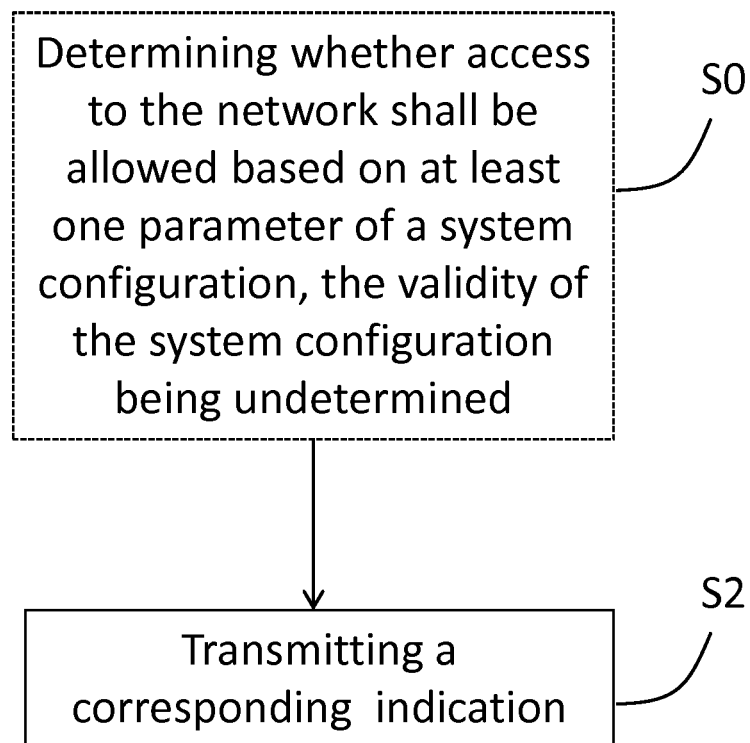 Determining whether access
to the network shall be
allowed based on at least
one parameter of a system
configuration, the validity of
the system configuration
being undetermined
S0
Transmitting a
corresponding indication
S2